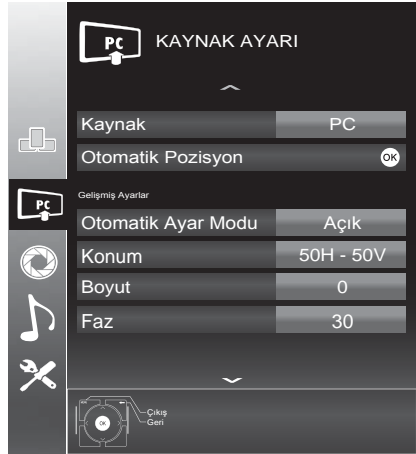 PC KAYNAK AYARI
Kaynak PC
Otomatik Pozisyon OK
PC
Gelişmiş Ayarlar
Otomatik Ayar Modu Açık
Konum 50H - 50V
Boyut 0
Faz 30
OK
Çıkış
Geri